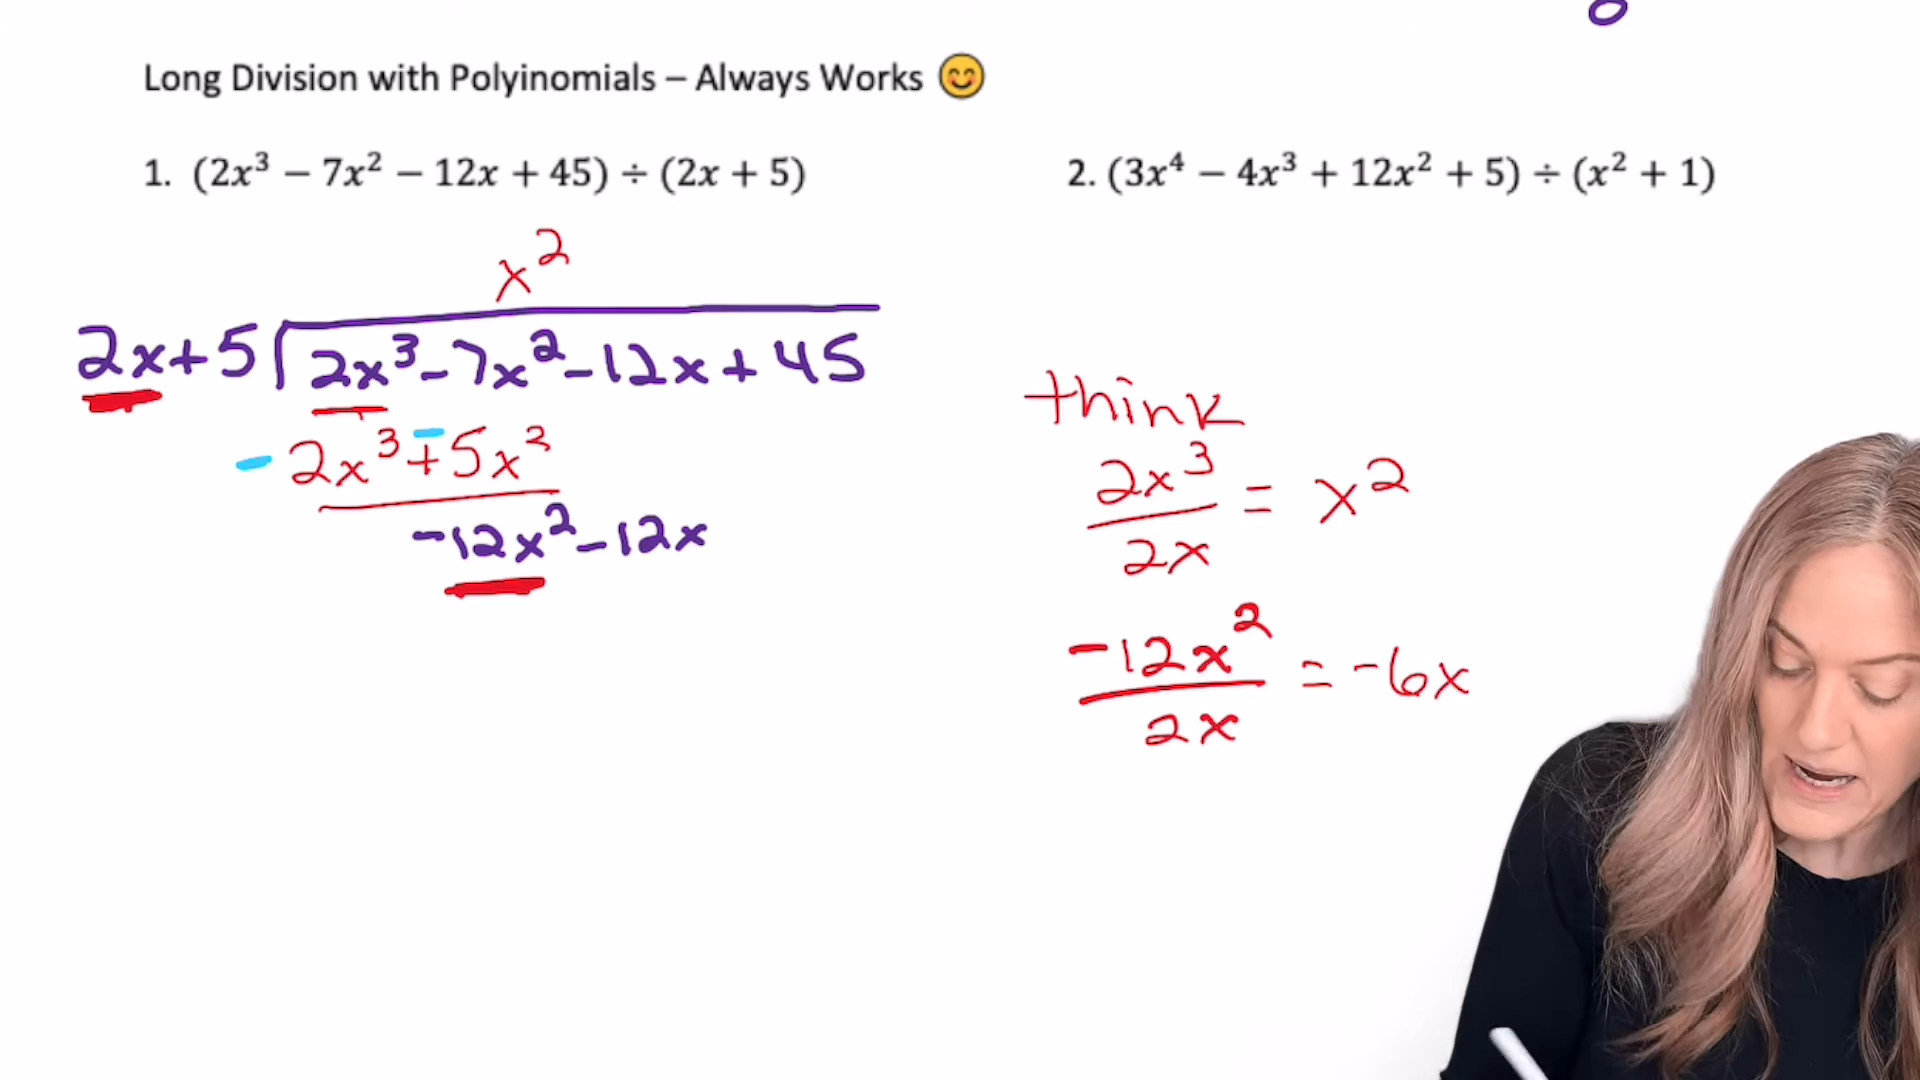 Long Division with Polyinomials – Always Works 😊
1. (2x³ – 7x² – 12x + 45) ÷ (2x + 5)
x²
2x+5 2x³-7x²-12x+45
- 2x³+5x²
-
-12x²-12x
2. (3x⁴ – 4x³ + 12x² + 5) ÷ (x² + 1)
think
2x³/2x = x²
-12x²/2x = -6x